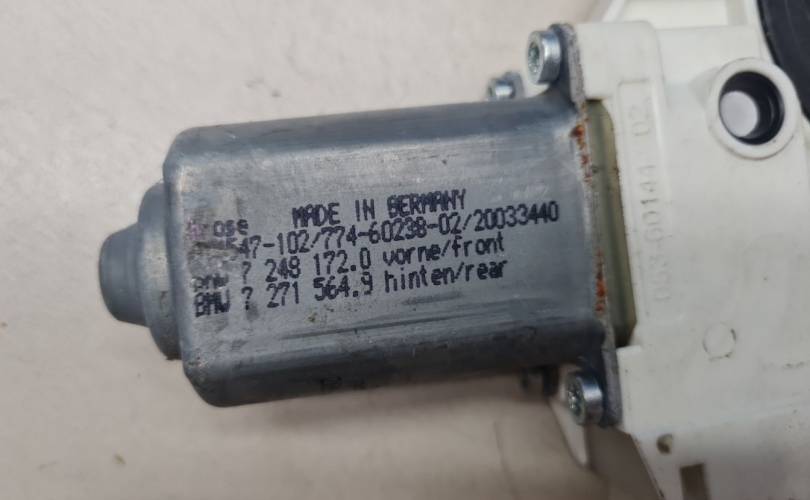 MADE IN GERMANY
547-102/774-60238-02/20033440
7 248 172.0 vorne/front
BMW 7 271 564.9 hinten/rear